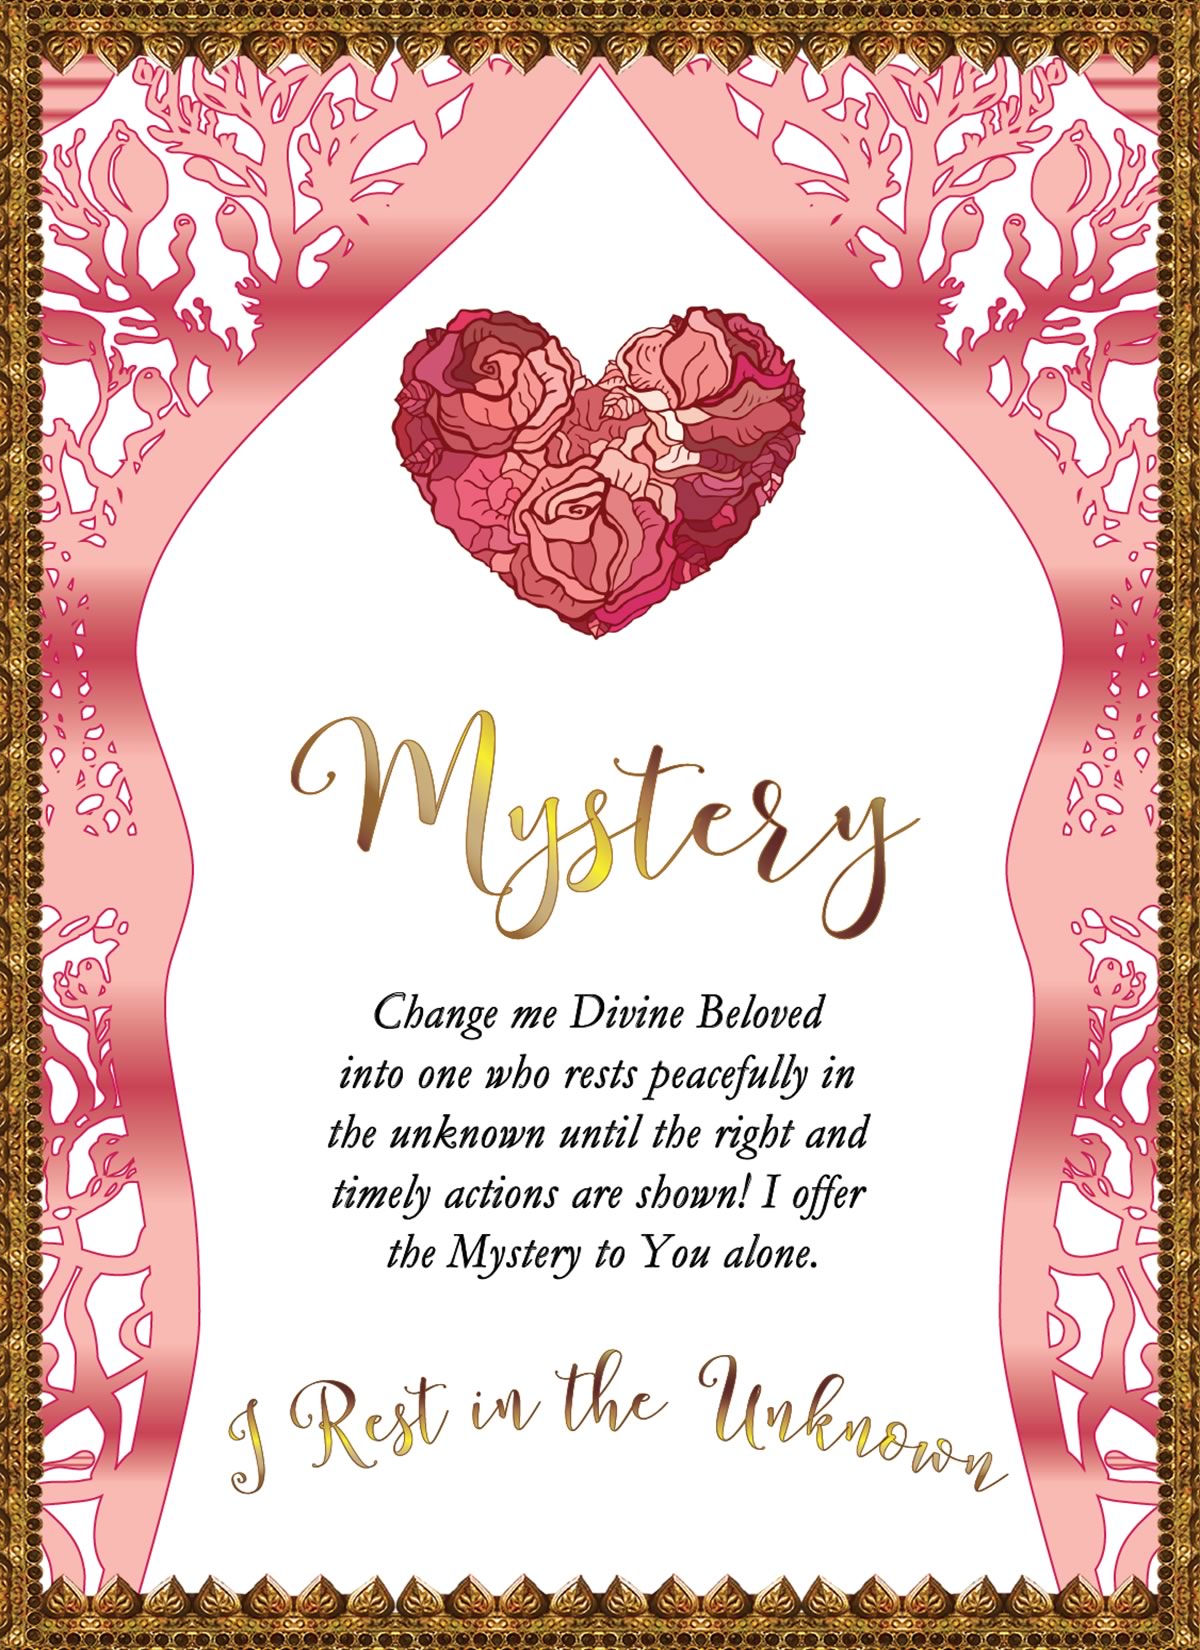 Mystery
Change me Divine Beloved
into one who rests peacefully in
the unknown until the right and
timely actions are shown! I offer
the Mystery to You alone.
I Rest in the Unknown